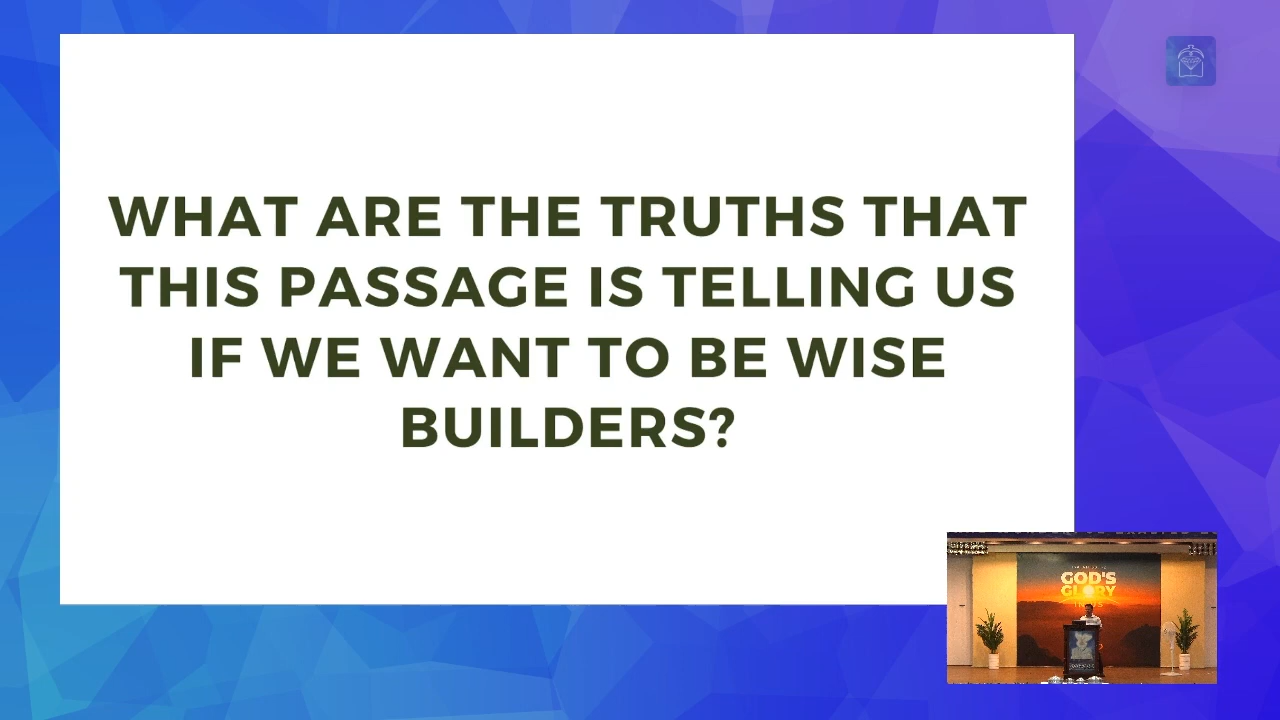 WHAT ARE THE TRUTHS THAT
THIS PASSAGE IS TELLING US
IF WE WANT TO BE WISE
BUILDERS?
GOD'S
GLORY